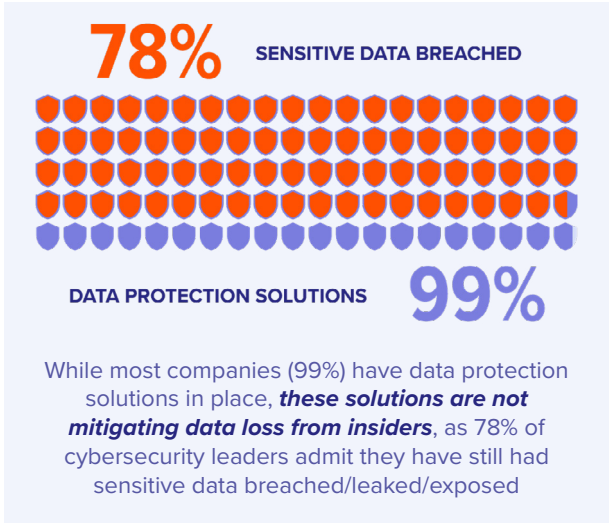 78% SENSITIVE DATA BREACHED
DATA PROTECTION SOLUTIONS 99%
While most companies (99%) have data protection
solutions in place, these solutions are not
mitigating data loss from insiders, as 78% of
cybersecurity leaders admit they have still had
sensitive data breached/leaked/exposed